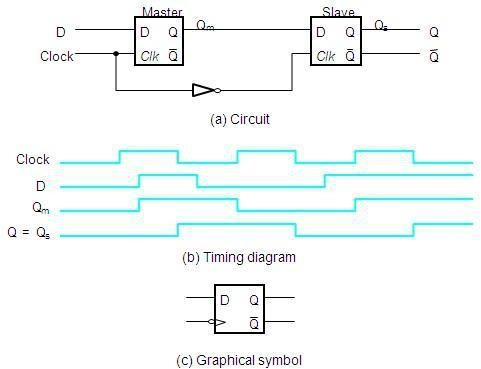 Master Slave
D D Q Qm D Q Qs Q
Clock Clk Q̅ Clk Q̅ Q̅
(a) Circuit
Clock
D
Qm
Q = Qs
(b) Timing diagram
D Q
Q̅
(c) Graphical symbol